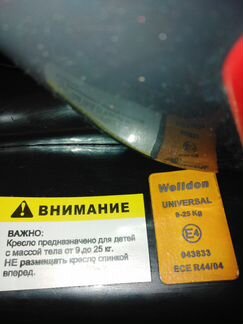 ВНИМАНИЕ
ВАЖНО:
Кресло предназначено для детей
с массой тела от 9 до 25 кг.
НЕ размещать кресло спинкой
вперед.
Welldon
UNIVERSAL
9-25 Kg
E4
043833
ECE R44/04